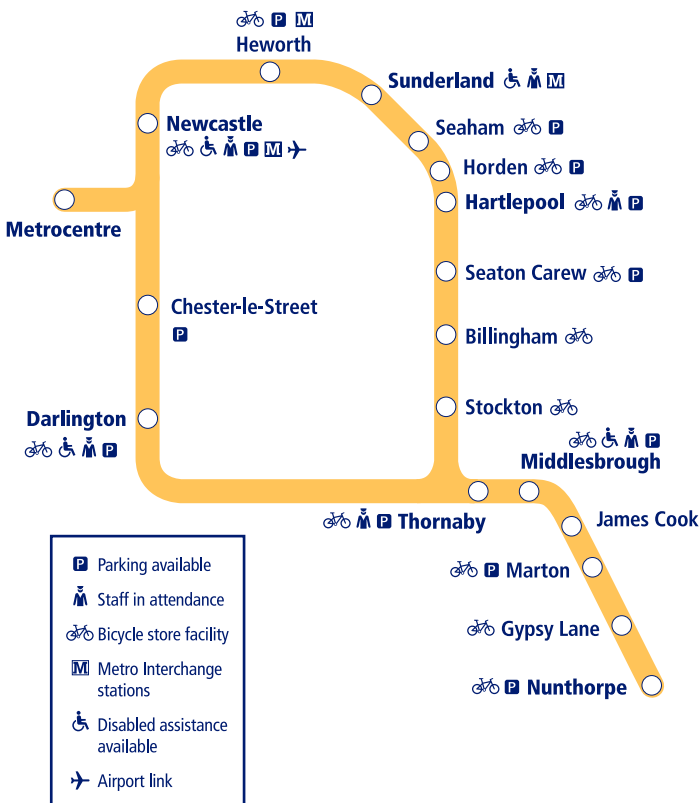 P M
Heworth
Sunderland M
Newcastle
P M
Seaham P
Horden P
Hartlepool P
Metrocentre
Seaton Carew P
Chester-le-Street
P
Billingham
Darlington
P
Stockton
P
Middlesbrough
P Thornaby
James Cook
P Marton
Gypsy Lane
P Nunthorpe
P Parking available
Staff in attendance
Bicycle store facility
M Metro Interchange
stations
Disabled assistance
available
Airport link